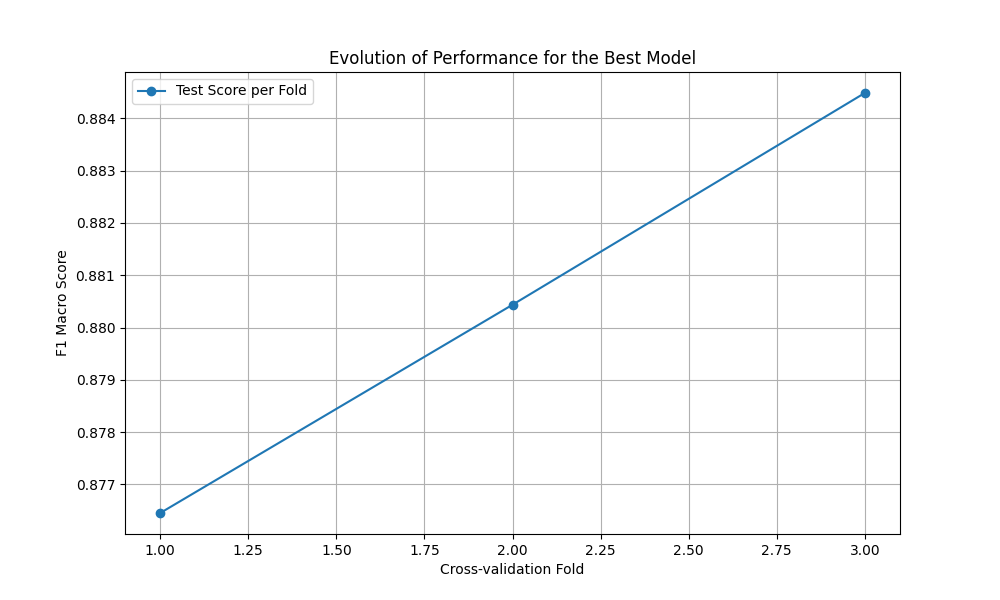 Evolution of Performance for the Best Model
Test Score per Fold
F1 Macro Score
0.884
0.883
0.882
0.881
0.880
0.879
0.878
0.877
1.00 1.25 1.50 1.75 2.00 2.25 2.50 2.75 3.00
Cross-validation Fold